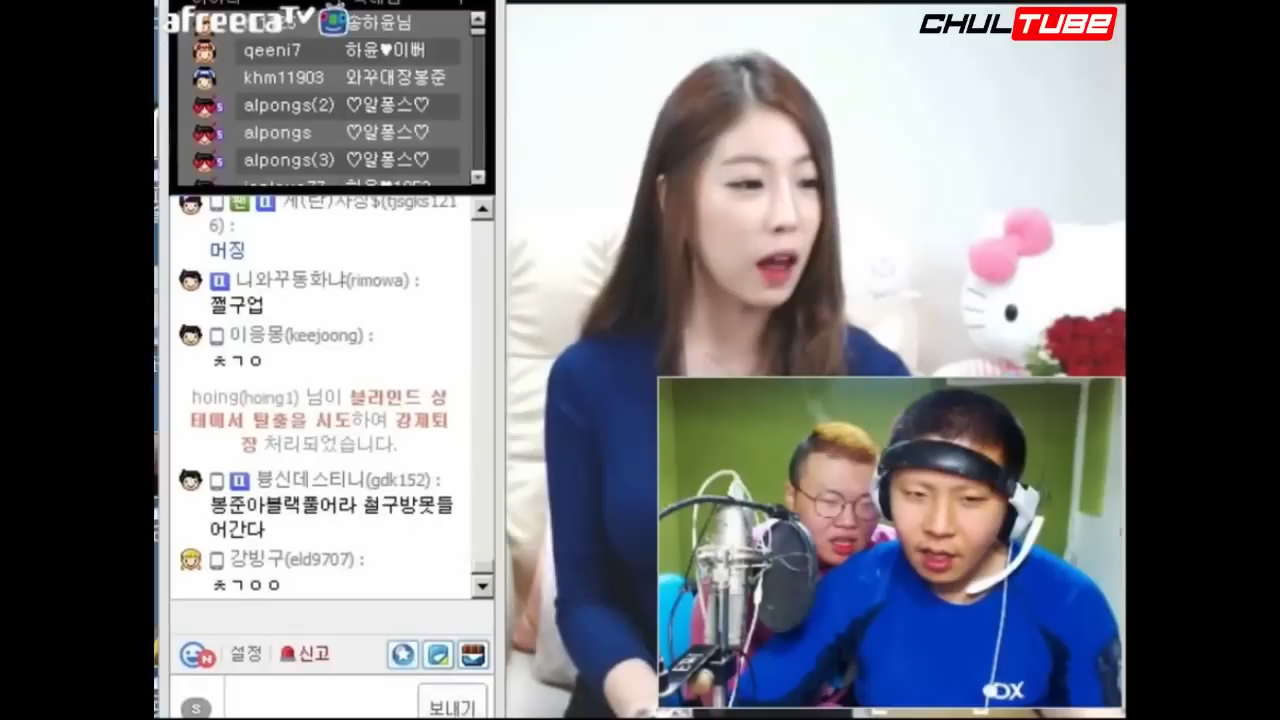 afreecaTV
송하윤님
CHULTUBE
qeeni7 하윤♥이뻐
khm11903 와꾸대장봉준
alpongs(2) ♡알퐁스♡
alpongs ♡알퐁스♡
alpongs(3) ♡알퐁스♡
6) :
머징
니와꾸동화냐(rimowa) :
쩔구업
이응몽(keejoong) :
ㅊㄱㅇ
hoing(hoing1) 님이 블라인드 상
태에서 탈출을 시도하여 강제퇴
장 처리되었습니다.
븅신데스티니(gdk152) :
봉준아블랙풀어라 철구방못들
어간다
강빙구(eld9707) :
ㅊㄱㅇㅇ
N 설정 신고
S 보내기
DX